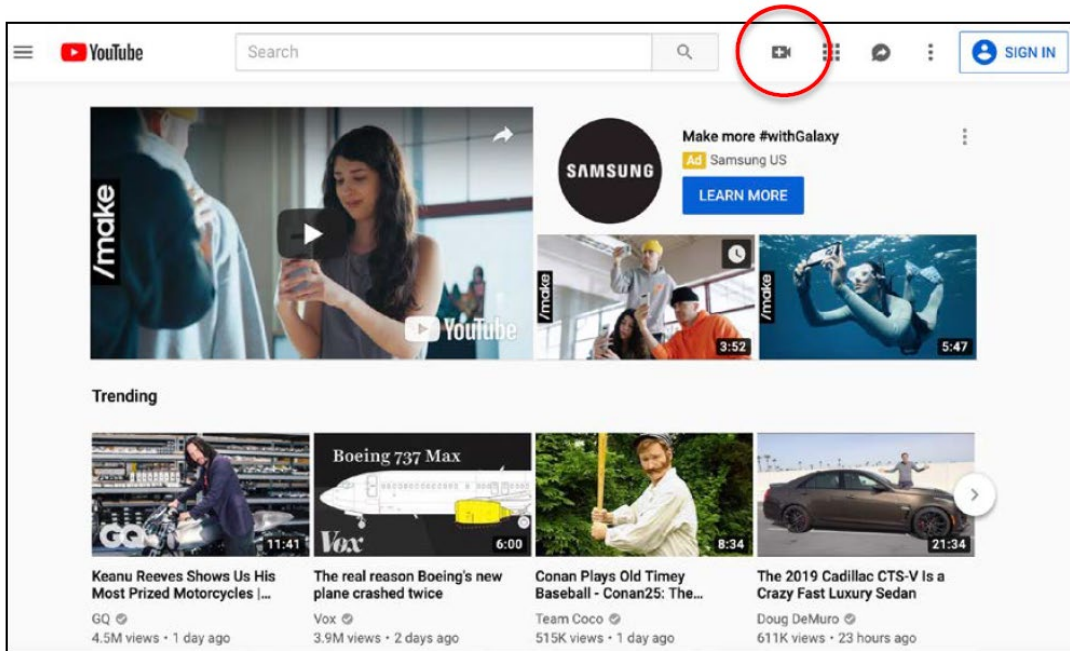 YouTube
Search
SIGN IN
/make
YouTube
SAMSUNG
Make more #withGalaxy
Ad Samsung US
LEARN MORE
/make
3:52
/make
5:47
Trending
GQ
11:41
Boeing 737 Max
Vox
6:00
8:34
21:34
Keanu Reeves Shows Us His
Most Prized Motorcycles |...
GQ
4.5M views • 1 day ago
The real reason Boeing's new
plane crashed twice
Vox
3.9M views • 2 days ago
Conan Plays Old Timey
Baseball - Conan25: The...
Team Coco
515K views • 1 day ago
The 2019 Cadillac CTS-V Is a
Crazy Fast Luxury Sedan
Doug DeMuro
611K views • 23 hours ago